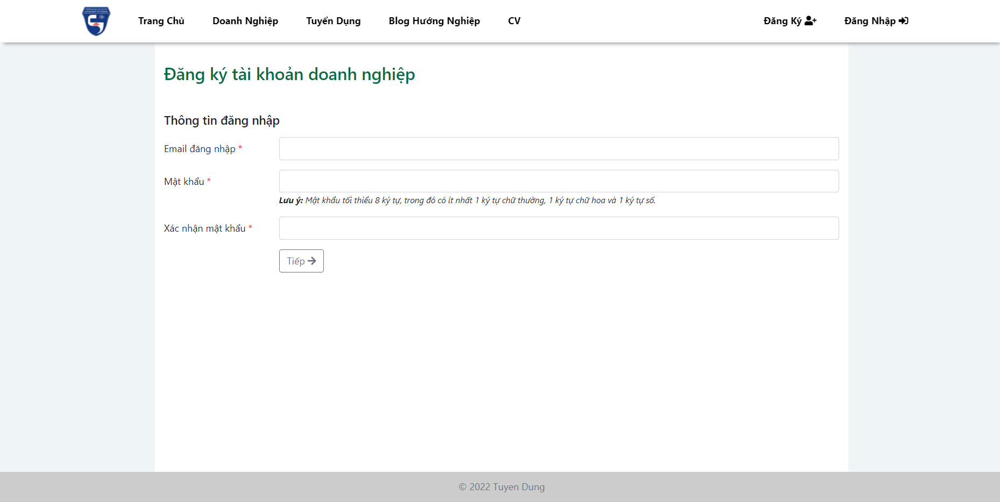 Trang Chủ Doanh Nghiệp Tuyển Dụng Blog Hướng Nghiệp CV Đăng Ký Đăng Nhập
Đăng ký tài khoản doanh nghiệp
Thông tin đăng nhập
Email đăng nhập *
Mật khẩu *
Lưu ý: Mật khẩu tối thiểu 8 ký tự, trong đó có ít nhất 1 ký tự chữ thường, 1 ký tự chữ hoa và 1 ký tự số.
Xác nhận mật khẩu *
Tiếp
© 2022 Tuyen Dung